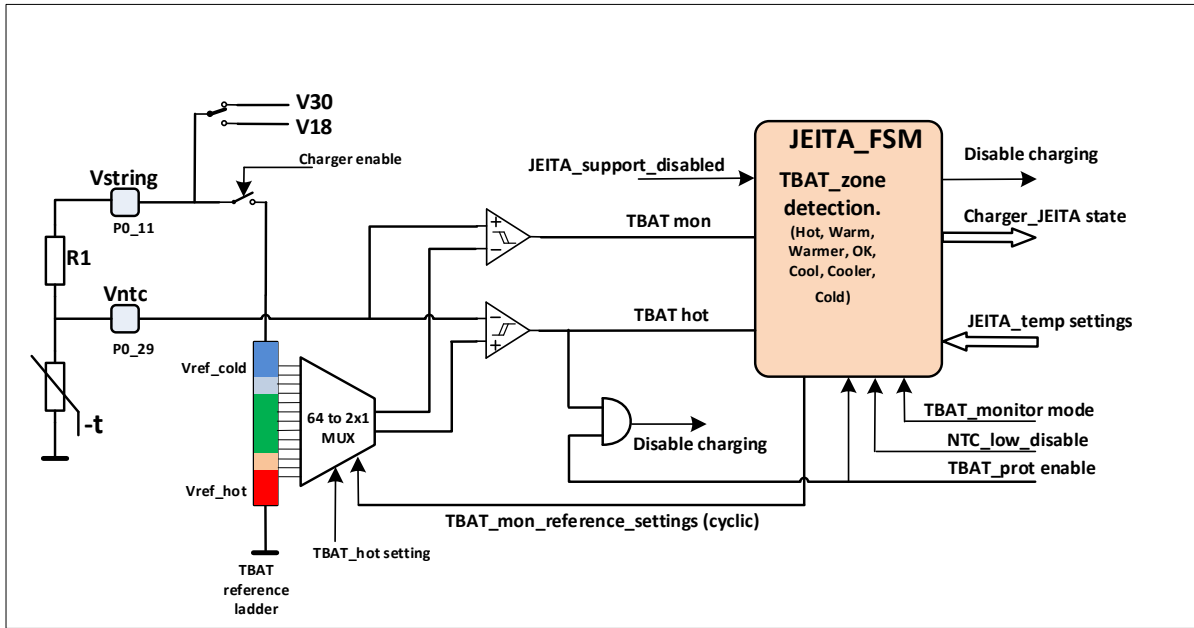 V30
V18
Charger enable
Vstring
P0_11
R1
Vntc
P0_29
-t
Vref_cold
Vref_hot
64 to 2x1
MUX
TBAT
reference
ladder
TBAT_hot setting
+
-
TBAT mon
-
+
TBAT hot
Disable charging
TBAT_mon_reference_settings (cyclic)
JEITA_support_disabled
JEITA_FSM
TBAT_zone
detection.
(Hot, Warm,
Warmer, OK,
Cool, Cooler,
Cold)
Disable charging
Charger_JEITA state
JEITA_temp settings
TBAT_monitor mode
NTC_low_disable
TBAT_prot enable